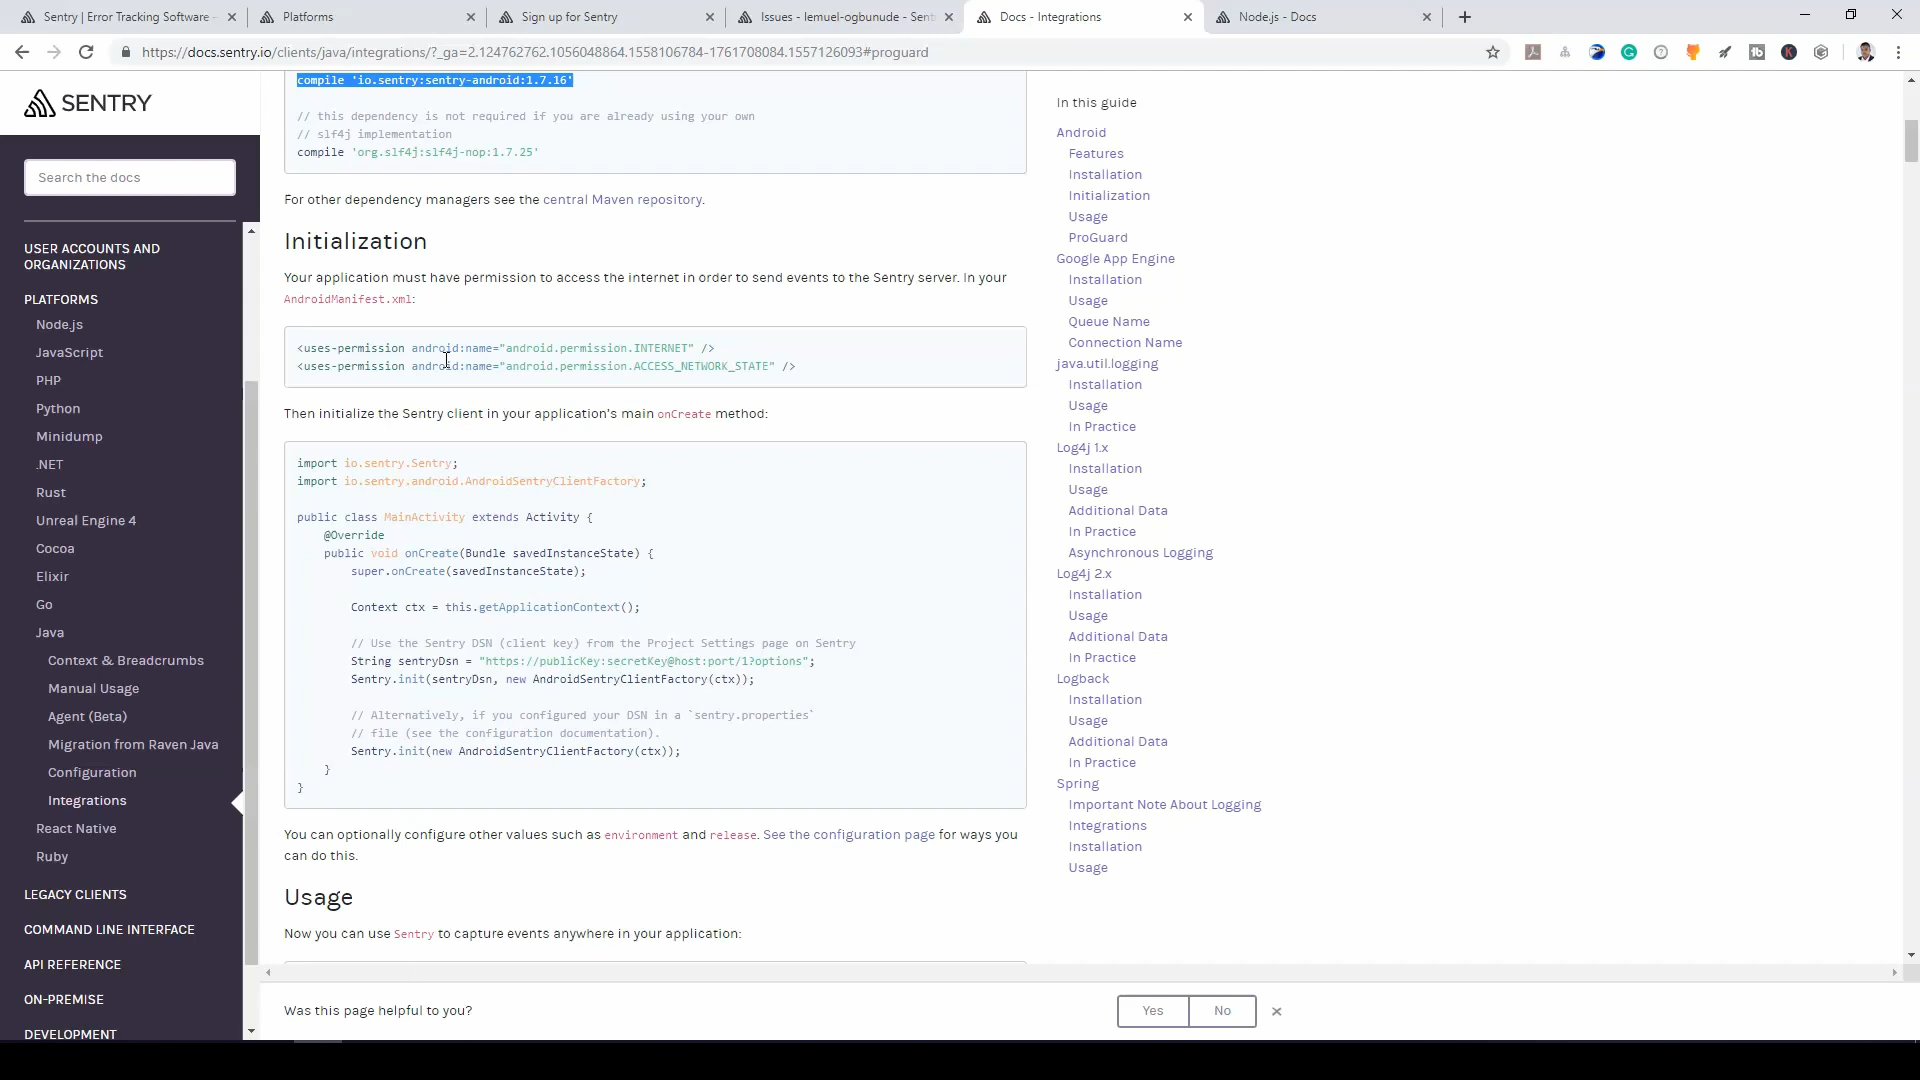 Sentry | Error Tracking Software -
Platforms
Sign up for Sentry
Issues - lemuel-ogbunude - Sent
Docs - Integrations
Node.js - Docs
https://docs.sentry.io/clients/java/integrations/?_ga=2.124762762.1056048864.1558106784-1761708084.1557126093#proguard
SENTRY
Search the docs
USER ACCOUNTS AND
ORGANIZATIONS
PLATFORMS
Node.js
JavaScript
PHP
Python
Minidump
.NET
Rust
Unreal Engine 4
Cocoa
Elixir
Go
Java
Context & Breadcrumbs
Manual Usage
Agent (Beta)
Migration from Raven Java
Configuration
Integrations
React Native
Ruby
LEGACY CLIENTS
COMMAND LINE INTERFACE
API REFERENCE
ON-PREMISE
DEVELOPMENT
compile 'io.sentry:sentry-android:1.7.16'
// this dependency is not required if you are already using your own
// slf4j implementation
compile 'org.slf4j:slf4j-nop:1.7.25'
For other dependency managers see the central Maven repository.
Initialization
Your application must have permission to access the internet in order to send events to the Sentry server. In your
AndroidManifest.xml:
<uses-permission android:name="android.permission.INTERNET" />
<uses-permission android:name="android.permission.ACCESS_NETWORK_STATE" />
Then initialize the Sentry client in your application's main onCreate method:
import io.sentry.Sentry;
import io.sentry.android.AndroidSentryClientFactory;
public class MainActivity extends Activity {
@Override
public void onCreate(Bundle savedInstanceState) {
super.onCreate(savedInstanceState);
Context ctx = this.getApplicationContext();
// Use the Sentry DSN (client key) from the Project Settings page on Sentry
String sentryDsn = "https://publicKey:secretKey@host:port/1?options";
Sentry.init(sentryDsn, new AndroidSentryClientFactory(ctx));
// Alternatively, if you configured your DSN in a `sentry.properties`
// file (see the configuration documentation).
Sentry.init(new AndroidSentryClientFactory(ctx));
}
}
You can optionally configure other values such as environment and release. See the configuration page for ways you
can do this.
Usage
Now you can use Sentry to capture events anywhere in your application:
In this guide
Android
Features
Installation
Initialization
Usage
ProGuard
Google App Engine
Installation
Usage
Queue Name
Connection Name
java.util.logging
Installation
Usage
In Practice
Log4j 1.x
Installation
Usage
Additional Data
In Practice
Asynchronous Logging
Log4j 2.x
Installation
Usage
Additional Data
In Practice
Logback
Installation
Usage
Additional Data
In Practice
Spring
Important Note About Logging
Integrations
Installation
Usage
Was this page helpful to you?
Yes
No